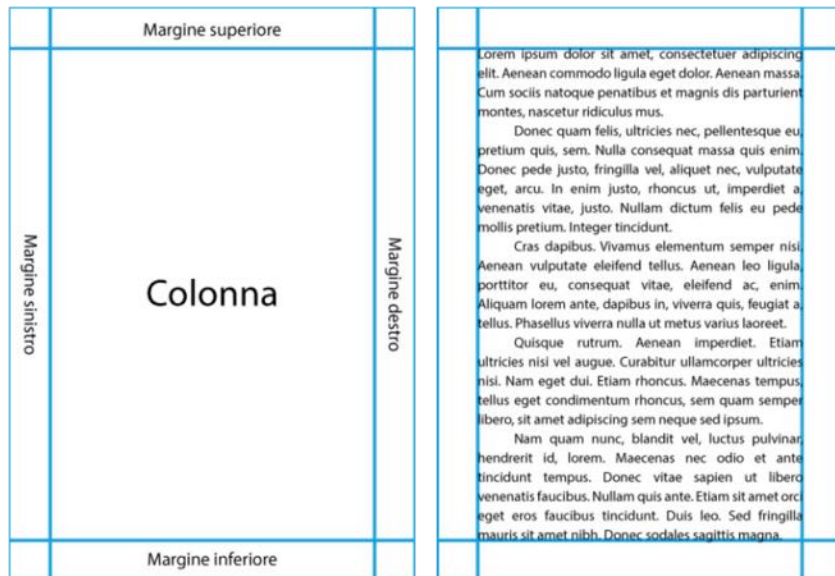 Margine superiore
Margine sinistro
Colonna
Margine destro
Margine inferiore
Lorem ipsum dolor sit amet, consectetuer adipiscing
elit. Aenean commodo ligula eget dolor. Aenean massa.
Cum sociis natoque penatibus et magnis dis parturient
montes, nascetur ridiculus mus.
Donec quam felis, ultricies nec, pellentesque eu,
pretium quis, sem. Nulla consequat massa quis enim.
Donec pede justo, fringilla vel, aliquet nec, vulputate
eget, arcu. In enim justo, rhoncus ut, imperdiet a,
venenatis vitae, justo. Nullam dictum felis eu pede
mollis pretium. Integer tincidunt.
Cras dapibus. Vivamus elementum semper nisi.
Aenean vulputate eleifend tellus. Aenean leo ligula,
porttitor eu, consequat vitae, eleifend ac, enim.
Aliquam lorem ante, dapibus in, viverra quis, feugiat a,
tellus. Phasellus viverra nulla ut metus varius laoreet.
Quisque rutrum. Aenean imperdiet. Etiam
ultricies nisi vel augue. Curabitur ullamcorper ultricies
nisi. Nam eget dui. Etiam rhoncus. Maecenas tempus,
tellus eget condimentum rhoncus, sem quam semper
libero, sit amet adipiscing sem neque sed ipsum.
Nam quam nunc, blandit vel, luctus pulvinar,
hendrerit id, lorem. Maecenas nec odio et ante
tincidunt tempus. Donec vitae sapien ut libero
venenatis faucibus. Nullam quis ante. Etiam sit amet orci
eget eros faucibus tincidunt. Duis leo. Sed fringilla
mauris sit amet nibh. Donec sodales sagittis magna.